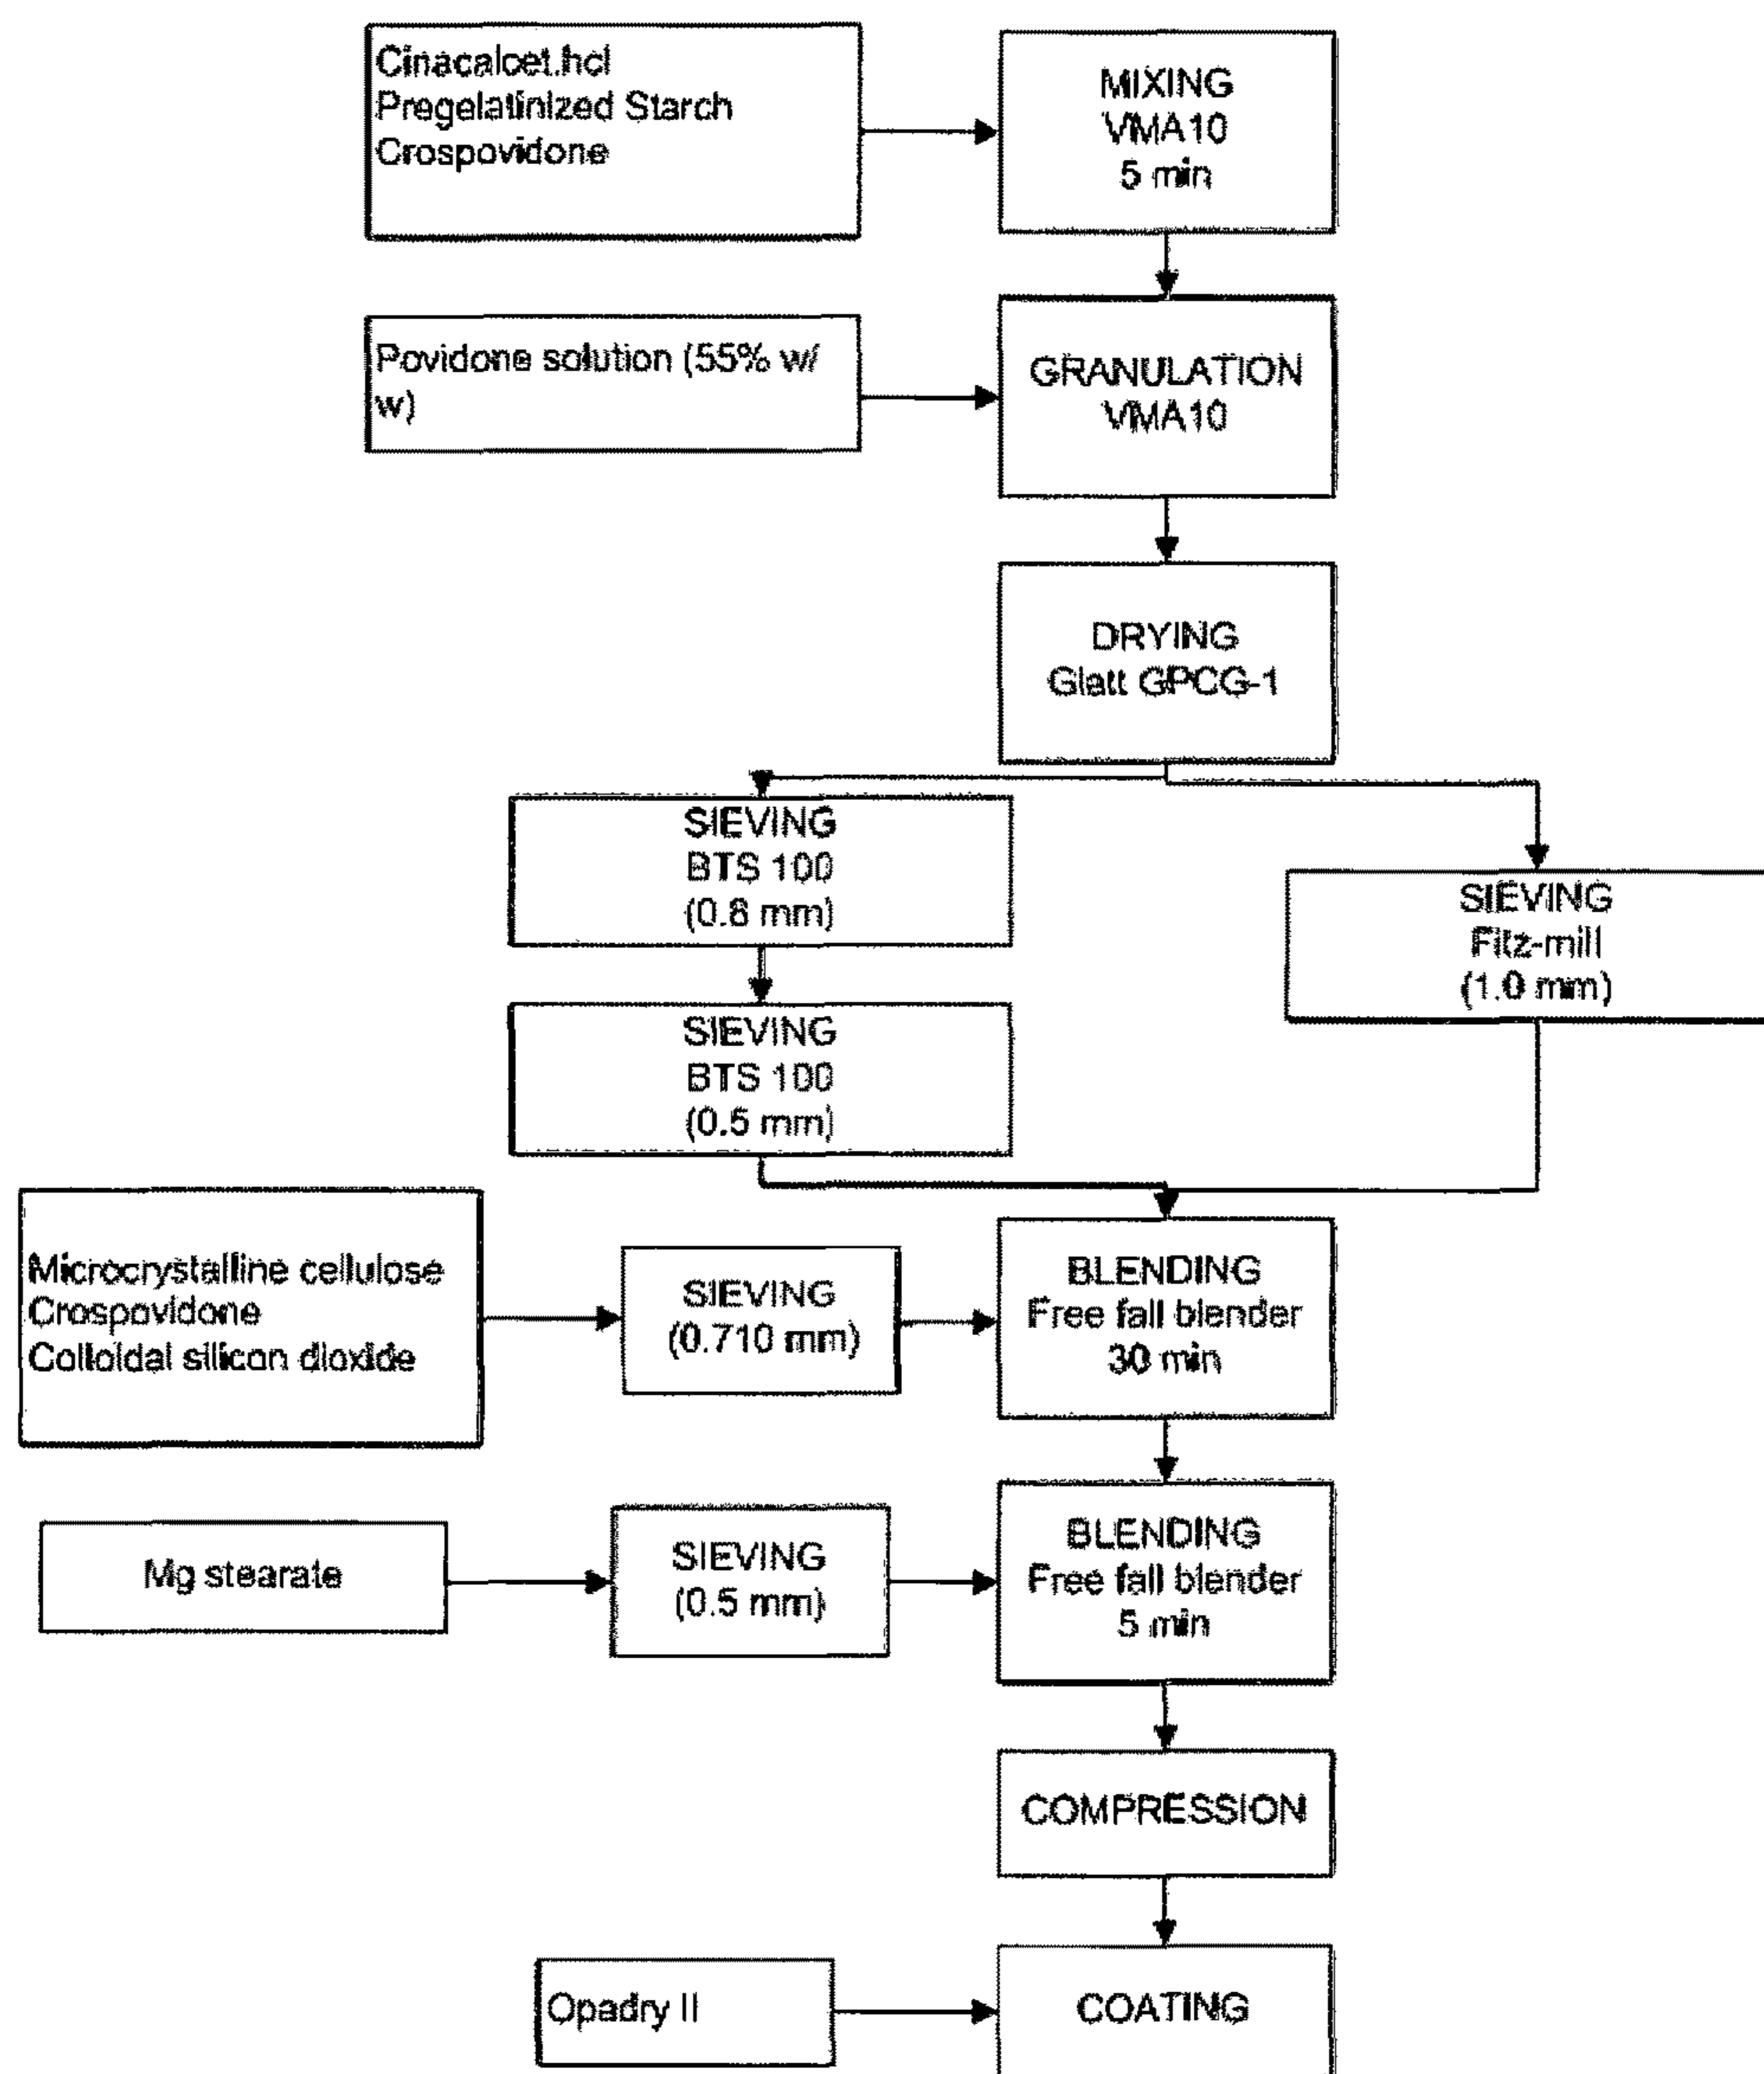 Cinacalcet.hcl
Pregelatinized Starch
Crospovidone
MIXING
VMA10
5 min
Povidone solution (55% w/
w)
GRANULATION
VMA10
DRYING
Glatt GPCG-1
SIEVING
BTS 100
(0.8 mm)
SIEVING
Fitz-mill
(1.0 mm)
SIEVING
BTS 100
(0.5 mm)
Microcrystalline cellulose
Crospovidone
Colloidal silicon dioxide
SIEVING
(0.710 mm)
BLENDING
Free fall blender
30 min
Mg stearate
SIEVING
(0.5 mm)
BLENDING
Free fall blender
5 min
COMPRESSION
Opadry II
COATING